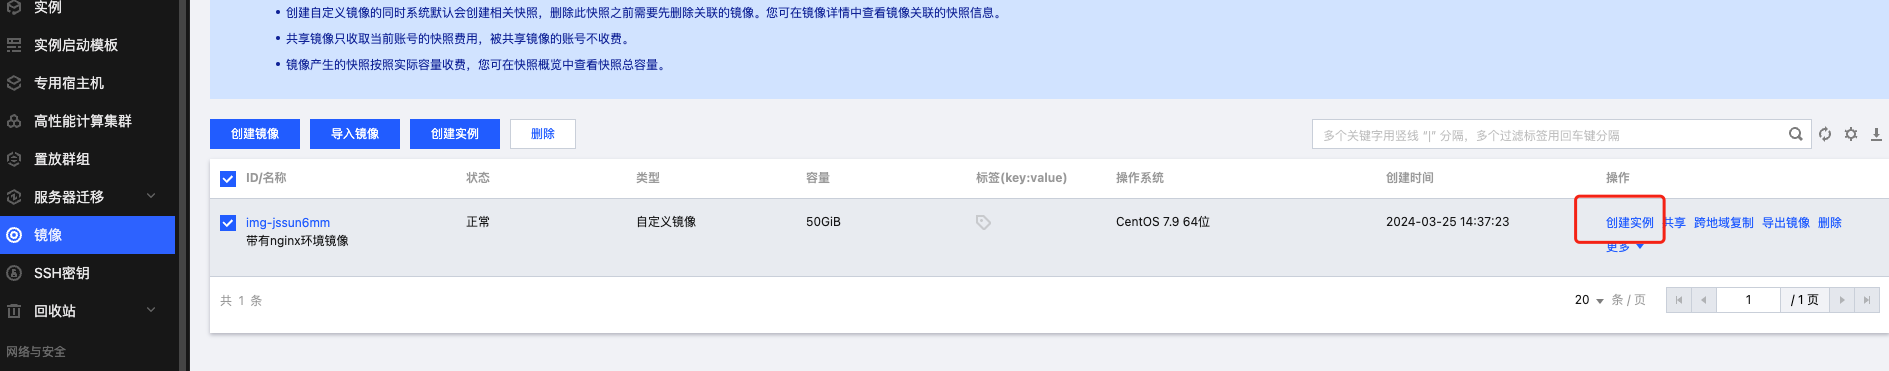 实例
实例启动模板
专用宿主机
高性能计算集群
置放群组
服务器迁移
镜像
SSH密钥
回收站
网络与安全
• 创建自定义镜像的同时系统默认会创建相关快照，删除此快照之前需要先删除关联的镜像。您可在镜像详情中查看镜像关联的快照信息。
• 共享镜像只收取当前账号的快照费用，被共享镜像的账号不收费。
• 镜像产生的快照按照实际容量收费，您可在快照概览中查看快照总容量。
创建镜像 导入镜像 创建实例 删除 多个关键字用竖线 “|” 分隔，多个过滤标签用回车键分隔
ID/名称 状态 类型 容量 标签(key:value) 操作系统 创建时间 操作
img-jssun6mm 正常 自定义镜像 50GiB CentOS 7.9 64位 2024-03-25 14:37:23 创建实例 共享 跨地域复制 导出镜像 删除
带有nginx环境镜像 更多
共 1 条 20 条 / 页 1 / 1 页